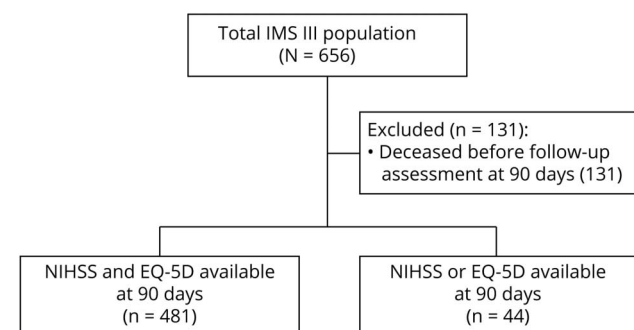 Total IMS III population
(N = 656)
Excluded (n = 131):
• Deceased before follow-up
assessment at 90 days (131)
NIHSS and EQ-5D available
at 90 days
(n = 481)
NIHSS or EQ-5D available
at 90 days
(n = 44)